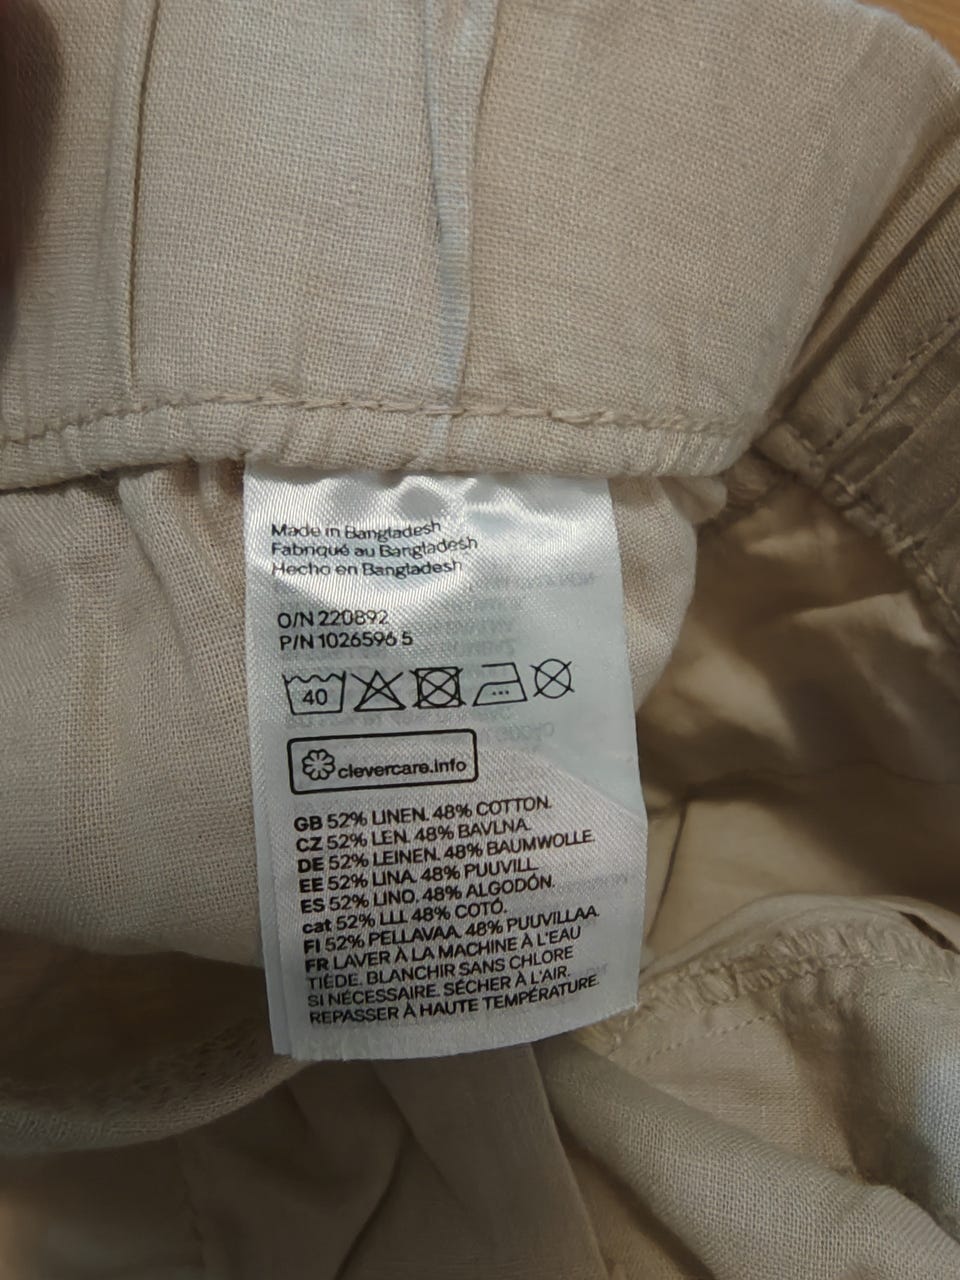 Made in Bangladesh
Fabriqué au Bangladesh
Hecho en Bangladesh
O/N 220892
P/N 1026596 5
40
clevercare.info
GB 52% LINEN. 48% COTTON.
CZ 52% LEN. 48% BAVLNA.
DE 52% LEINEN. 48% BAUMWOLLE.
EE 52% LINA. 48% PUUVILL.
ES 52% LINO. 48% ALGODÓN.
cat 52% LLI. 48% COTÓ.
FI 52% PELLAVAA. 48% PUUVILLAA.
FR LAVER À LA MACHINE À L'EAU
TIÈDE. BLANCHIR SANS CHLORE
SI NÉCESSAIRE. SÉCHER À L'AIR.
REPASSER À HAUTE TEMPÉRATURE.